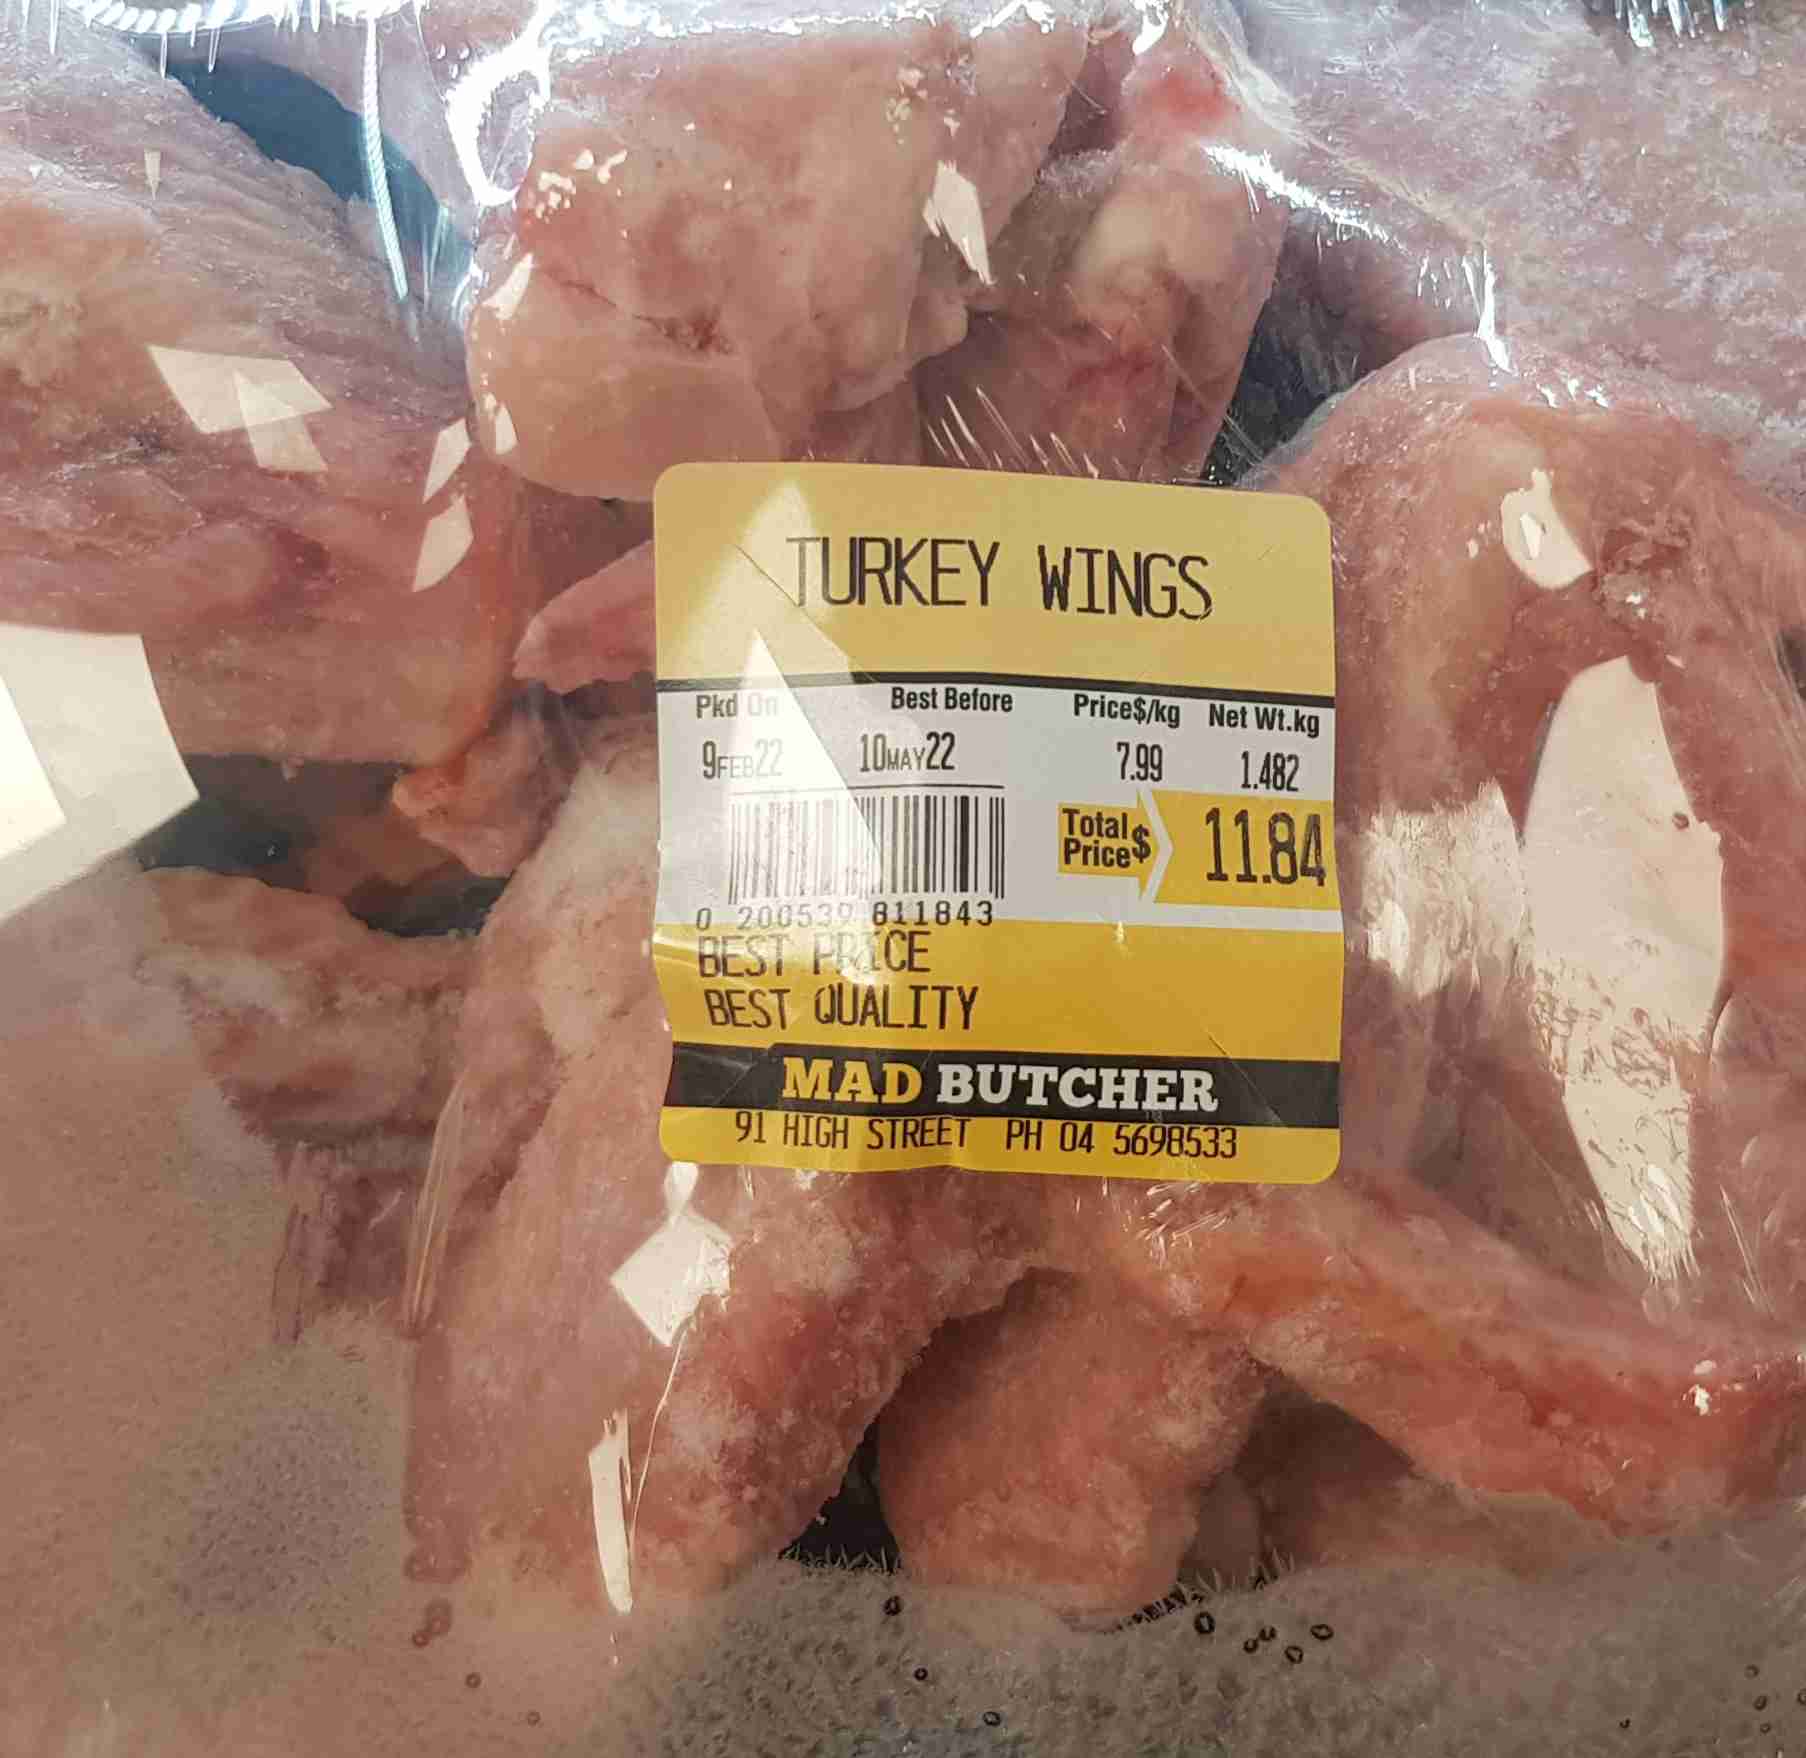 TURKEY WINGS
Pkd On Best Before Price$/kg Net Wt.kg
9FEB22 10MAY22 7.99 1.482
Total Price $ 11.84
0 200539 811843
BEST PRICE
BEST QUALITY
MAD BUTCHER
91 HIGH STREET PH 04 5698533